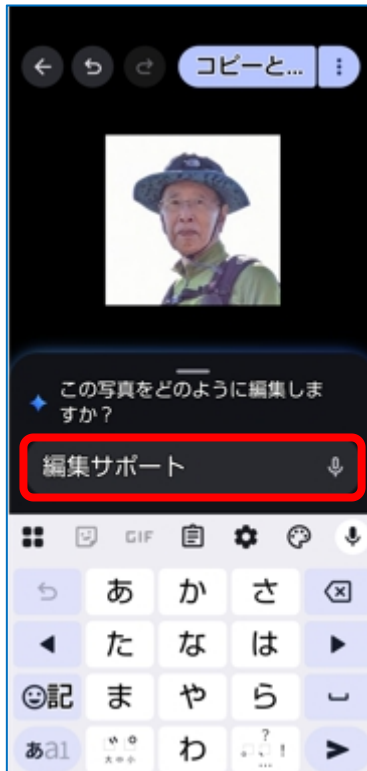 コピーと...
この写真をどのように編集しま
すか?
編集サポート
GIF
あ か さ
た な は
記 ま や ら
あa1 大⇔小 わ 。、?!…